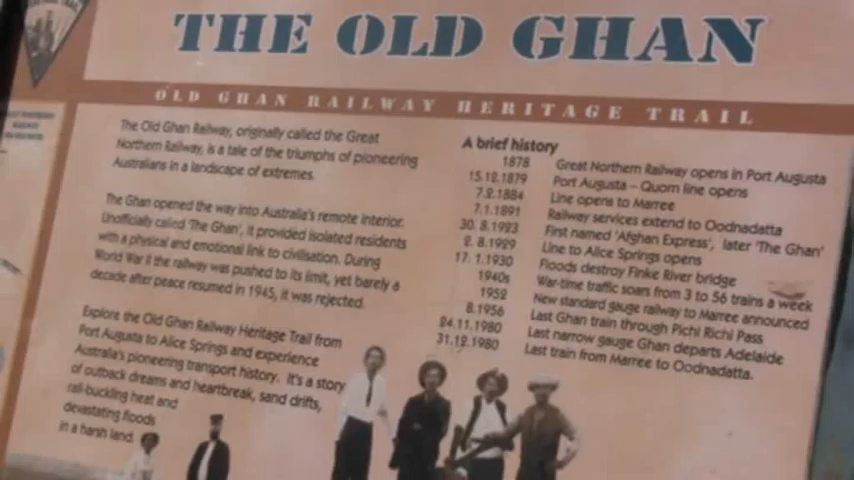 THE OLD GHAN
OLD GHAN RAILWAY HERITAGE TRAIL
The Old Ghan Railway, originally called the Great
Northern Railway, is a tale of the triumphs of pioneering
Australians in a landscape of extremes.
The Ghan opened the way into Australia's remote interior.
Unofficially called 'The Ghan', it provided isolated residents
with a physical and emotional link to civilisation. During
World War II the railway was pushed to its limit, yet barely a
decade after peace resumed in 1945, it was rejected.
Explore the Old Ghan Railway Heritage Trail from
Port Augusta to Alice Springs and experience
Australia's pioneering transport history. It's a story
of outback dreams and heartbreak, sand drifts,
rail-buckling heat and
devastating floods
in a harsh land.
A brief history
1878 Great Northern Railway opens in Port Augusta
15.12.1879 Port Augusta – Quorn line opens
7.2.1884 Line opens to Marree
7.1.1891 Railway services extend to Oodnadatta
30.8.1923 First named 'Afghan Express', later 'The Ghan'
2.8.1929 Line to Alice Springs opens
17.1.1930 Floods destroy Finke River bridge
1940s War-time traffic soars from 3 to 56 trains a week
1952 New standard gauge railway to Marree announced
8.1956 Last Ghan train through Pichi Richi Pass
24.11.1980 Last narrow gauge Ghan departs Adelaide
31.12.1980 Last train from Marree to Oodnadatta.